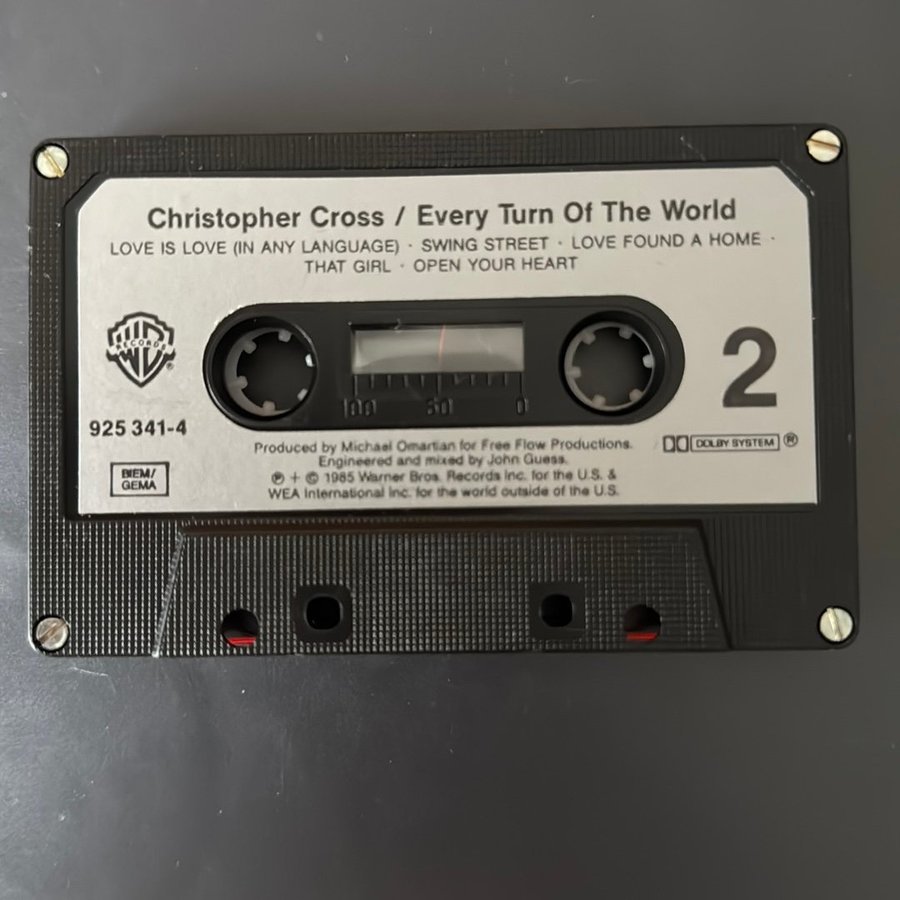 Christopher Cross / Every Turn Of The World
LOVE IS LOVE (IN ANY LANGUAGE) · SWING STREET · LOVE FOUND A HOME ·
THAT GIRL · OPEN YOUR HEART
WB
RECORDS
®
2
100 50 0
925 341-4
BIEM/
GEMA
Produced by Michael Omartian for Free Flow Productions.
Engineered and mixed by John Guess.
℗ + © 1985 Warner Bros. Records Inc. for the U.S. &
WEA International Inc. for the world outside of the U.S.
DOLBY SYSTEM ®